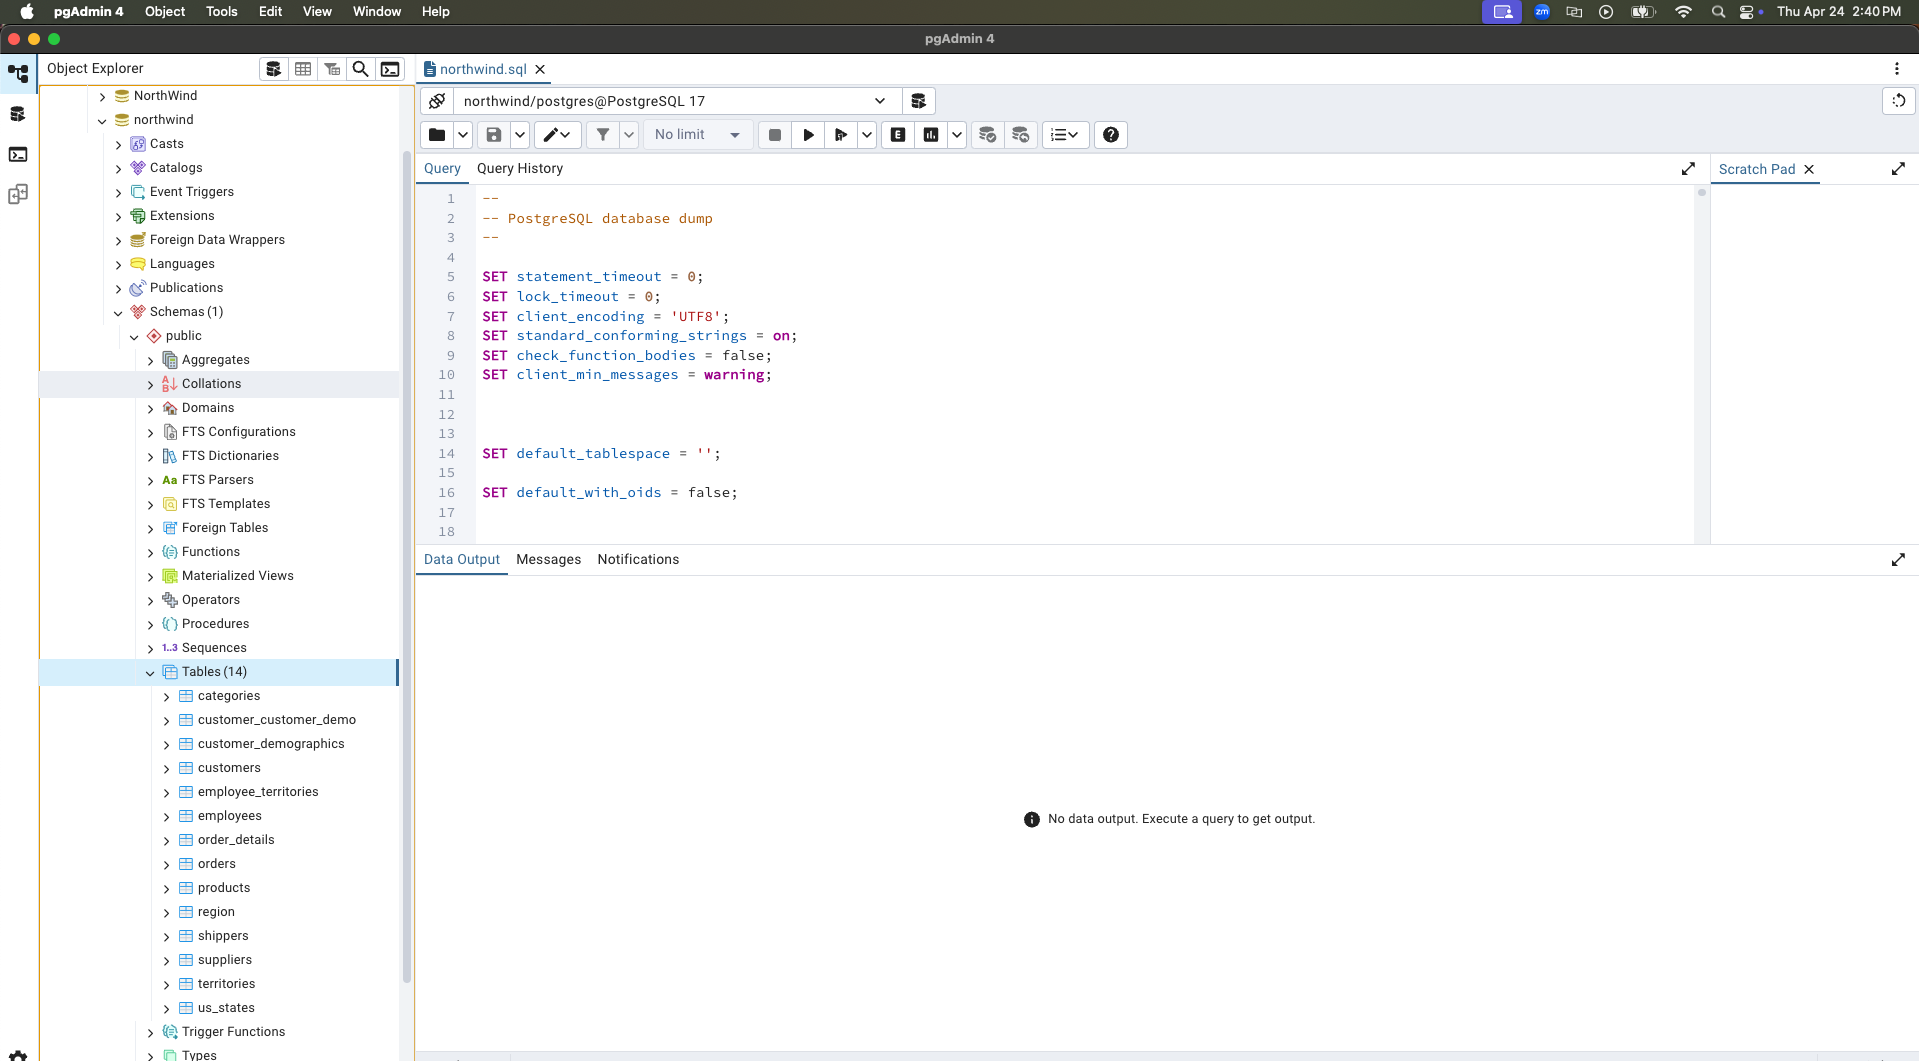 pgAdmin 4 Object Tools Edit View Window Help zm Thu Apr 24 2:40 PM
pgAdmin 4
Object Explorer
NorthWind
northwind
Casts
Catalogs
Event Triggers
Extensions
Foreign Data Wrappers
Languages
Publications
Schemas (1)
public
Aggregates
Collations
Domains
FTS Configurations
FTS Dictionaries
Aa FTS Parsers
FTS Templates
Foreign Tables
Functions
Materialized Views
Operators
Procedures
1..3 Sequences
Tables (14)
categories
customer_customer_demo
customer_demographics
customers
employee_territories
employees
order_details
orders
products
region
shippers
suppliers
territories
us_states
Trigger Functions
Types
northwind.sql
northwind/postgres@PostgreSQL 17
No limit
E
Query Query History
1 --
2 -- PostgreSQL database dump
3 --
4
5 SET statement_timeout = 0;
6 SET lock_timeout = 0;
7 SET client_encoding = 'UTF8';
8 SET standard_conforming_strings = on;
9 SET check_function_bodies = false;
10 SET client_min_messages = warning;
11
12
13
14 SET default_tablespace = '';
15
16 SET default_with_oids = false;
17
18
Scratch Pad
Data Output Messages Notifications
No data output. Execute a query to get output.